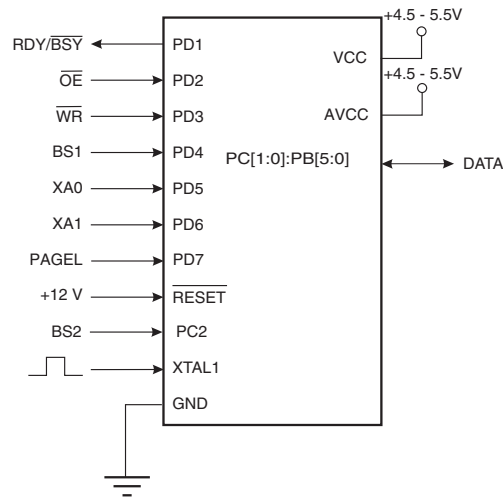 +4.5 - 5.5V
RDY/BSY PD1
VCC
OE PD2
+4.5 - 5.5V
WR PD3
AVCC
BS1 PD4
PC[1:0]:PB[5:0] DATA
XA0 PD5
XA1 PD6
PAGEL PD7
+12 V RESET
BS2 PC2
XTAL1
GND